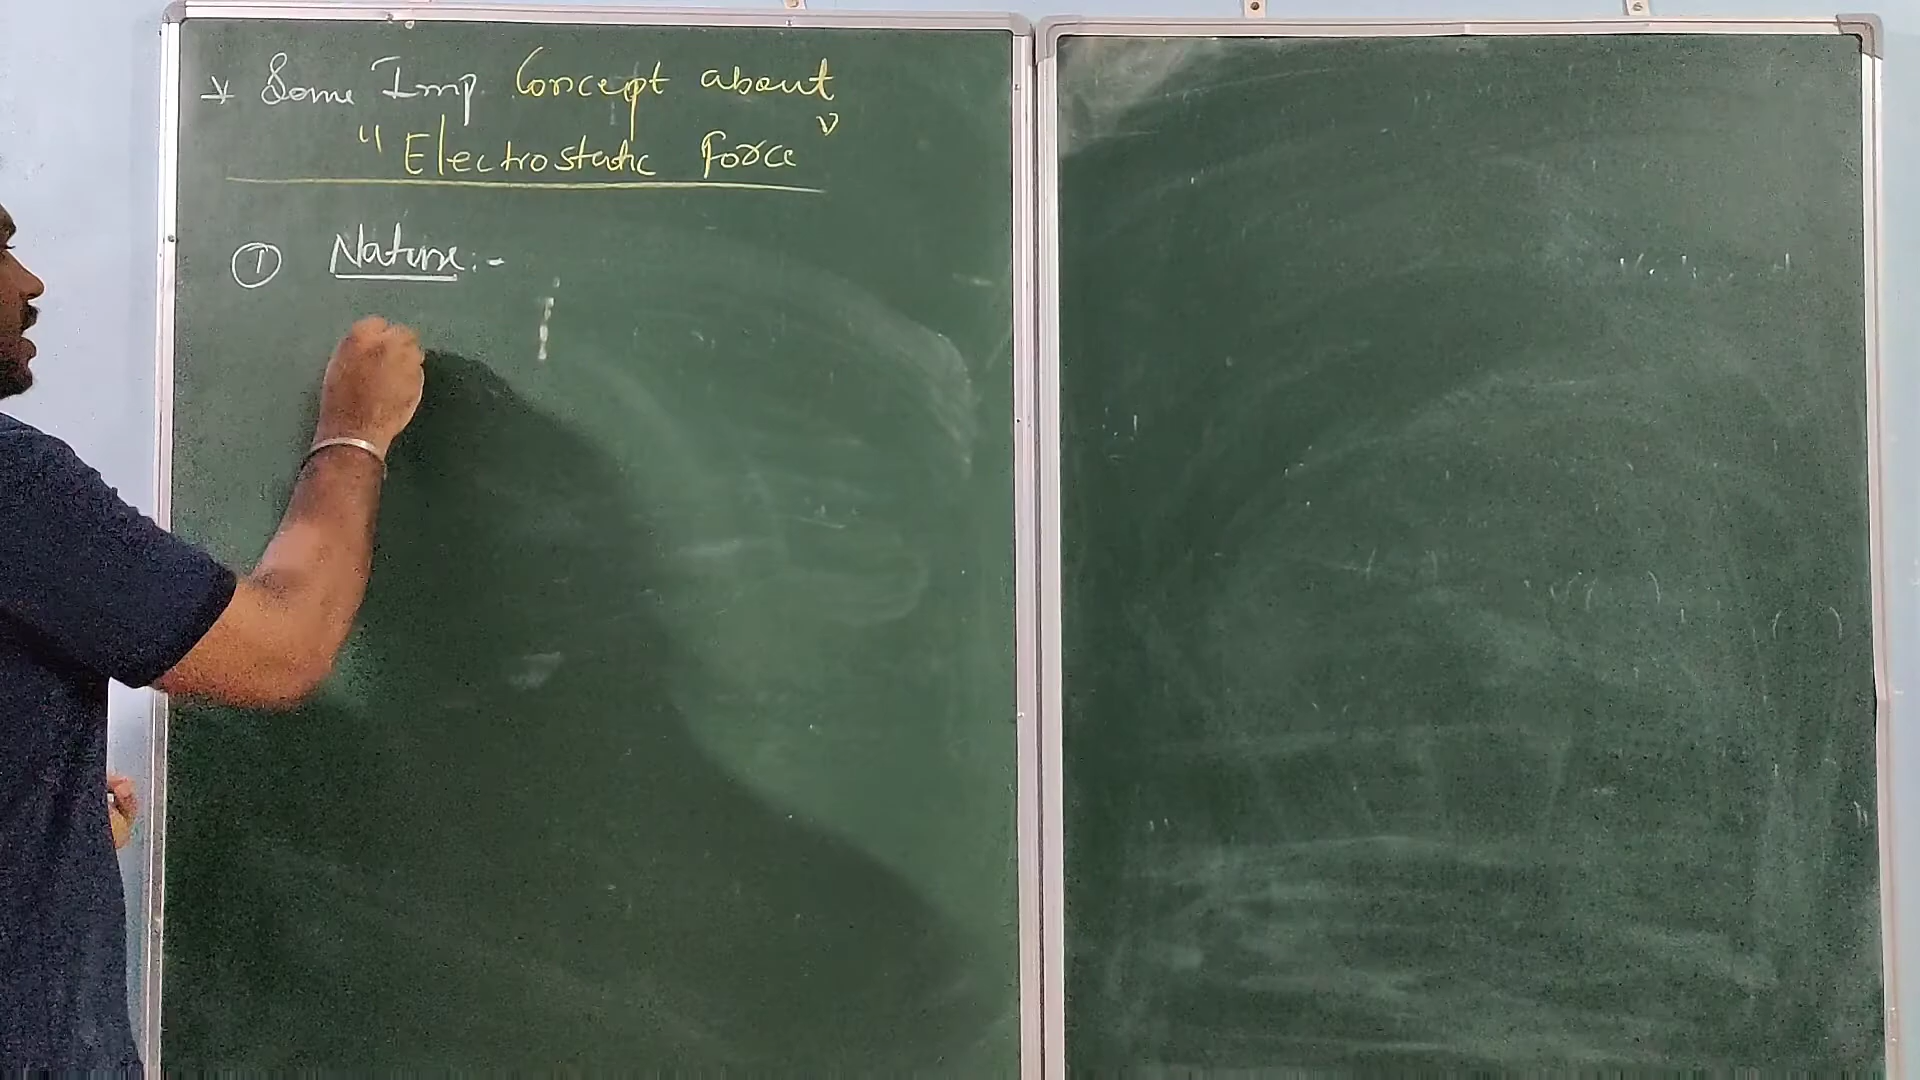 * Some Imp Concept about
"Electrostatic Force"
① Nature:-